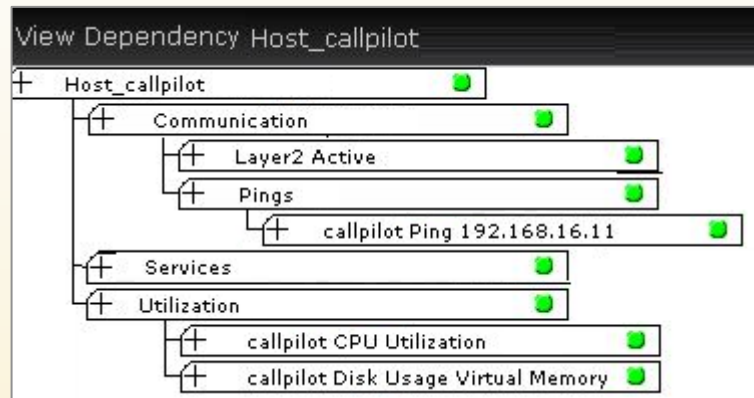 View Dependency Host_callpilot
Host_callpilot
Communication
Layer2 Active
Pings
callpilot Ping 192.168.16.11
Services
Utilization
callpilot CPU Utilization
callpilot Disk Usage Virtual Memory